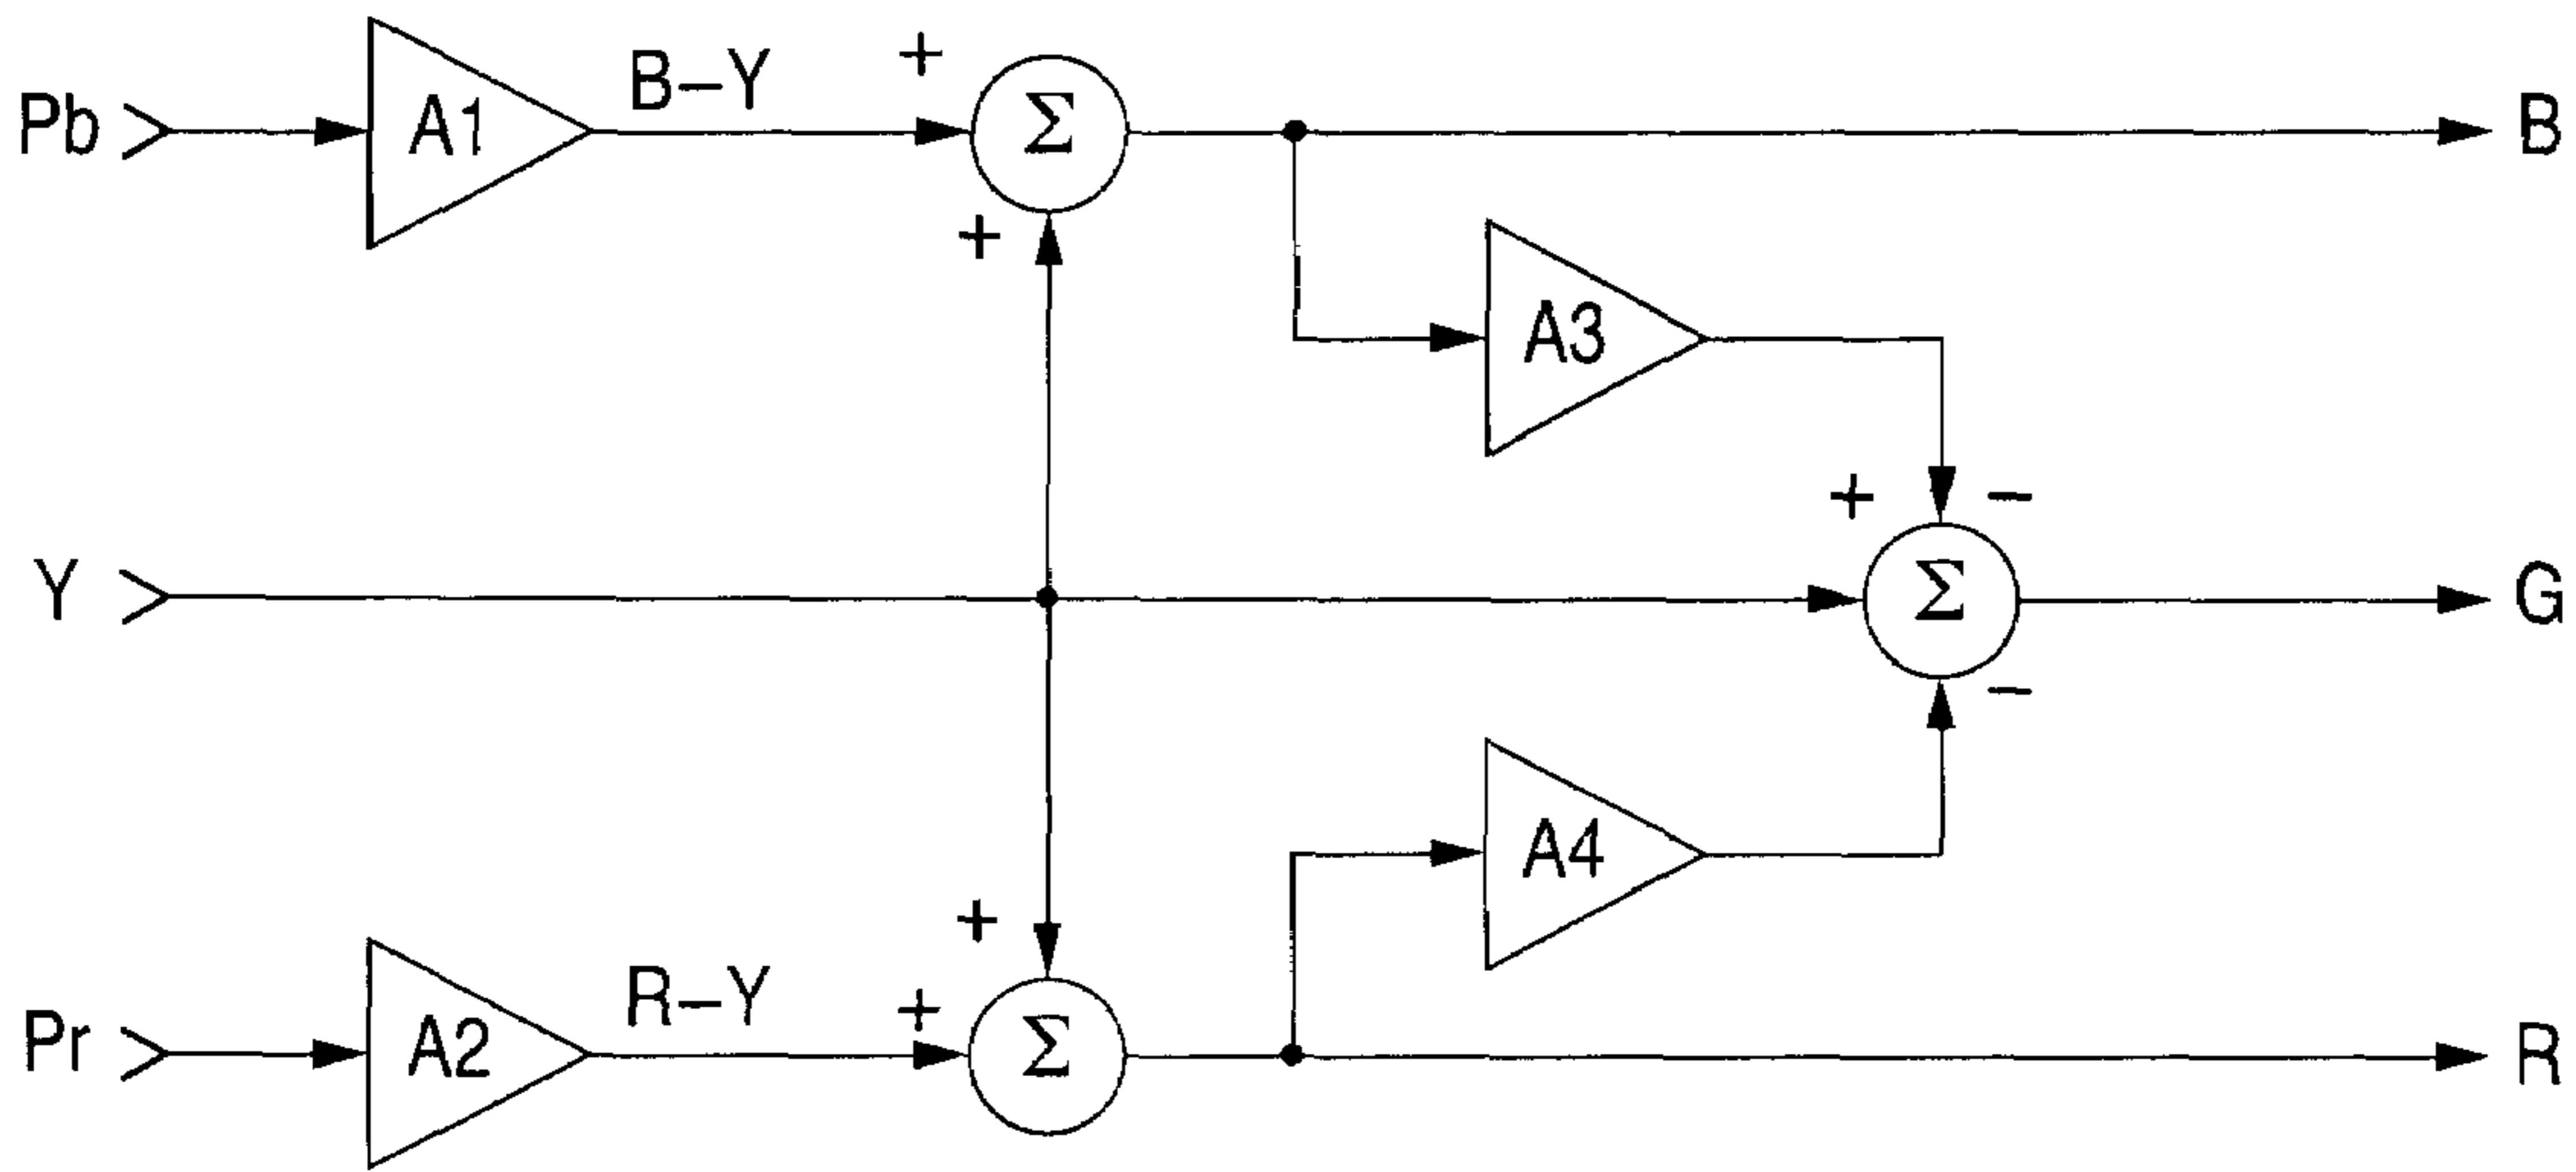 Pb
A1
B–Y
+
Σ
+
B
A3
+
–
Y
Σ
G
–
A4
+
Pr
A2
R–Y
+
Σ
R